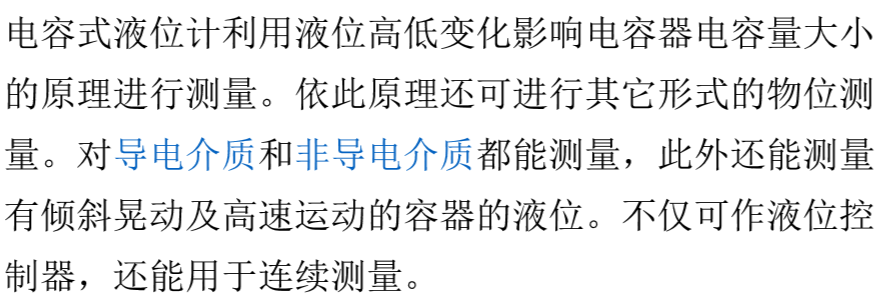 电容式液位计利用液位高低变化影响电容器电容量大小
的原理进行测量。依此原理还可进行其它形式的物位测
量。对导电介质和非导电介质都能测量，此外还能测量
有倾斜晃动及高速运动的容器的液位。不仅可作液位控
制器，还能用于连续测量。